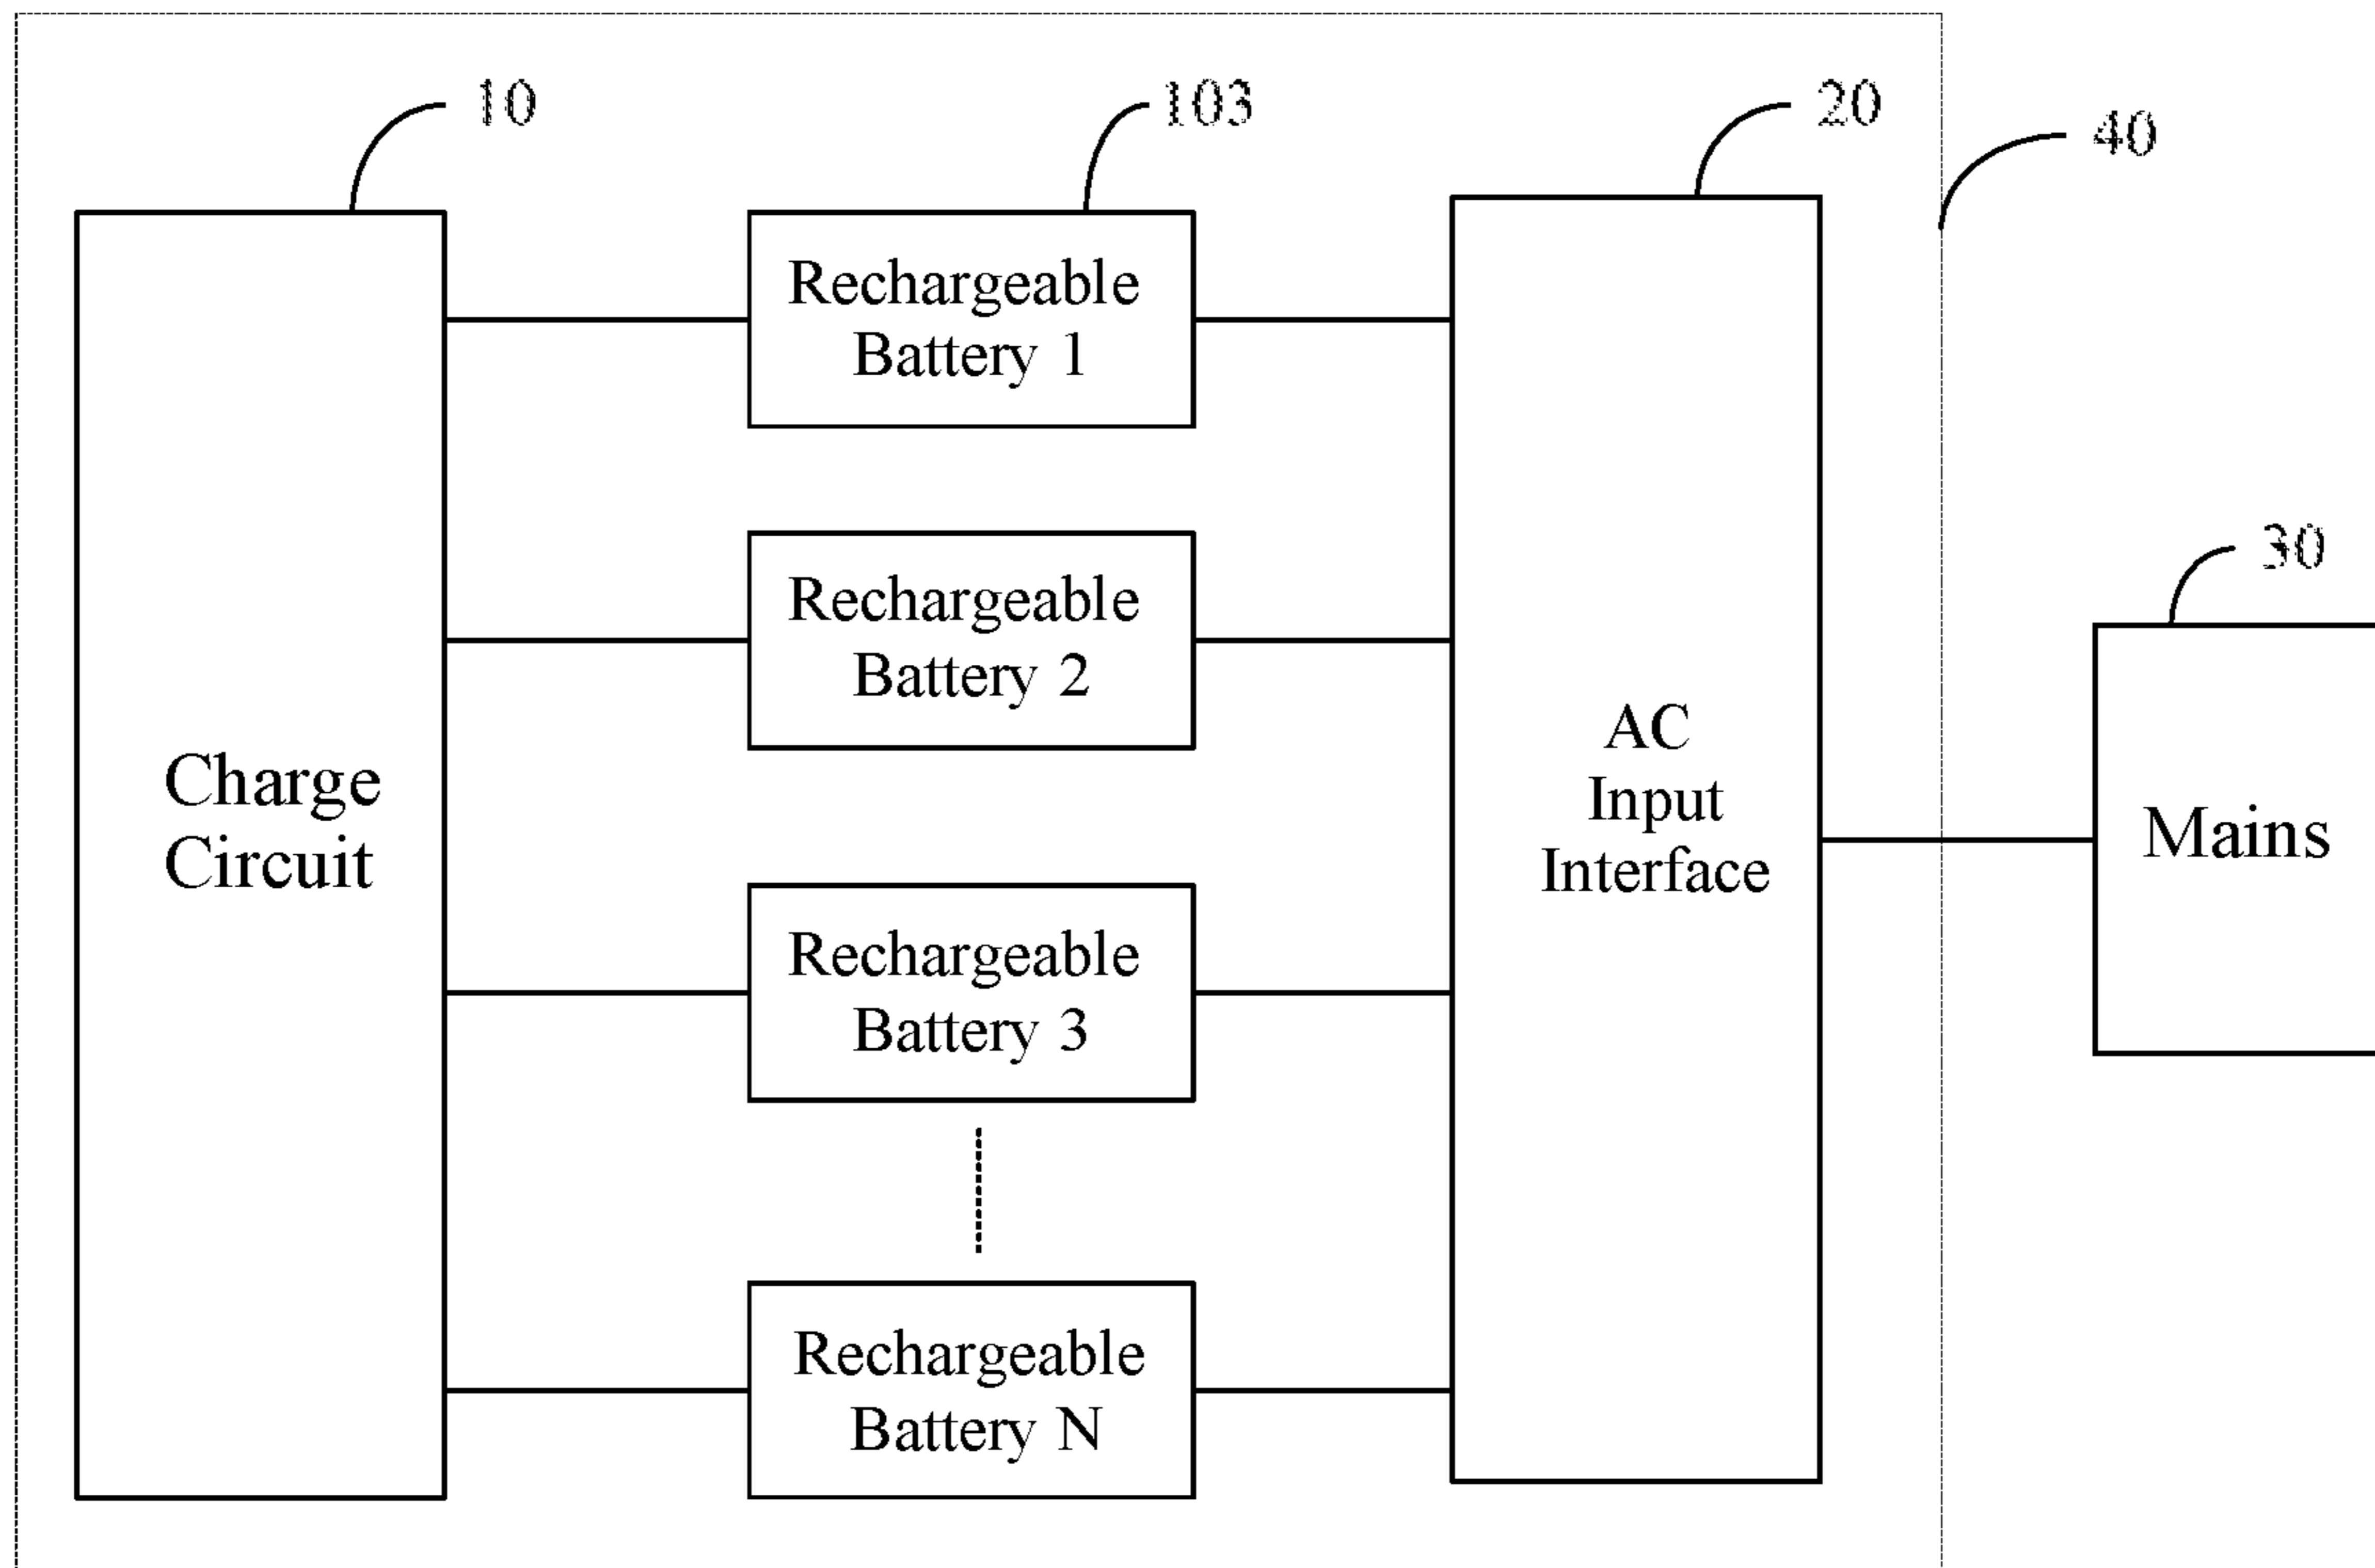 10
103
20
40
Rechargeable
Battery 1
30
Rechargeable
Battery 2
Charge
Circuit
AC
Input
Interface
Mains
Rechargeable
Battery 3
Rechargeable
Battery N